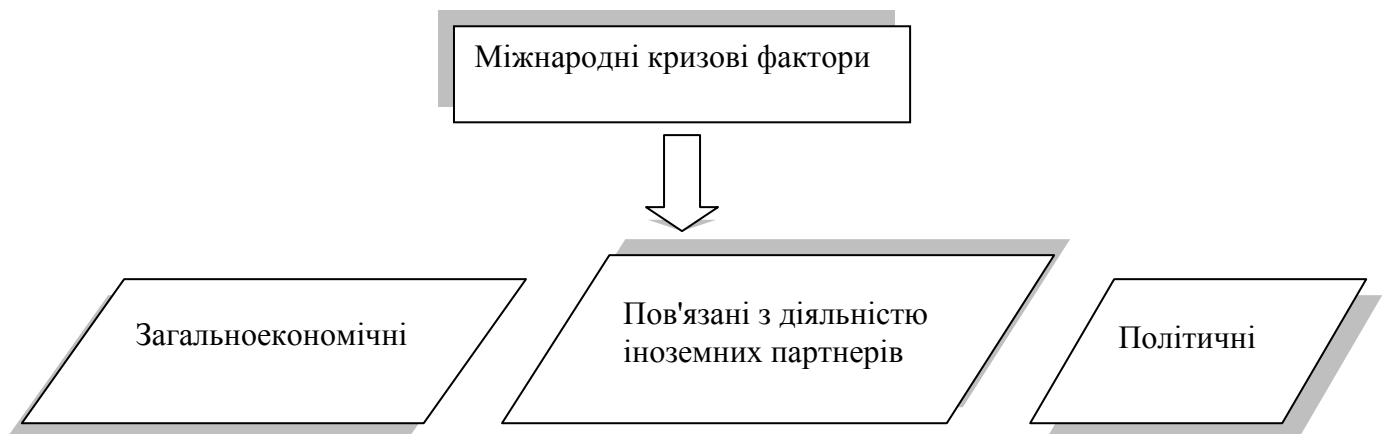 Міжнародні кризові фактори
Загальноекономічні
Пов'язані з діяльністю
іноземних партнерів
Політичні